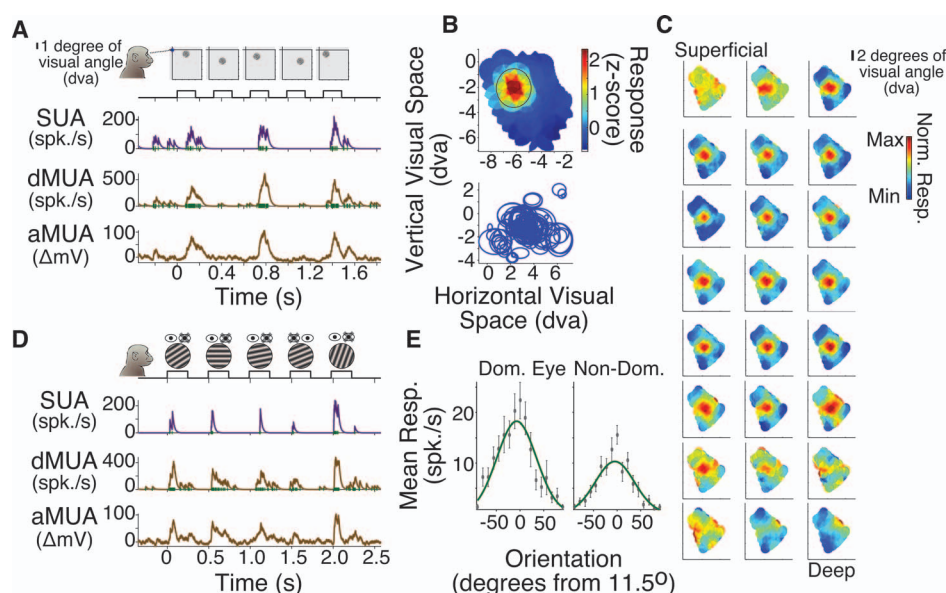 A
1 degree of
visual angle
(dva)
SUA
(spk./s)
200
0
dMUA
(spk./s)
500
0
aMUA
(ΔmV)
100
0
0 0.4 0.8 1.2 1.6
Time (s)
B
Vertical Visual Space
(dva)
0
-2
-4
-6
-8 -6 -4 -2
2
1
0
Response
(z-score)
2
0
-2
-4
0 2 4 6
Horizontal Visual
Space (dva)
C
Superficial
2 degrees of
visual angle
(dva)
Max
Min
Norm. Resp.
Deep
D
SUA
(spk./s)
200
0
dMUA
(spk./s)
400
0
aMUA
(ΔmV)
100
0
0 0.5 1.0 1.5 2.0 2.5
Time (s)
E
Dom. Eye Non-Dom.
Mean Resp.
(spk./s)
20
10
-50 0 50 -50 0 50
Orientation
(degrees from 11.5º)